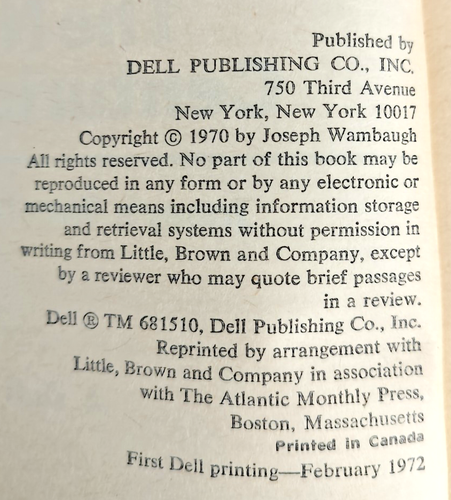 Published by
DELL PUBLISHING CO., INC.
750 Third Avenue
New York, New York 10017
Copyright © 1970 by Joseph Wambaugh
All rights reserved. No part of this book may be
reproduced in any form or by any electronic or
mechanical means including information storage
and retrieval systems without permission in
writing from Little, Brown and Company, except
by a reviewer who may quote brief passages
in a review.
Dell ® TM 681510, Dell Publishing Co., Inc.
Reprinted by arrangement with
Little, Brown and Company in association
with The Atlantic Monthly Press,
Boston, Massachusetts
Printed in Canada
First Dell printing—February 1972